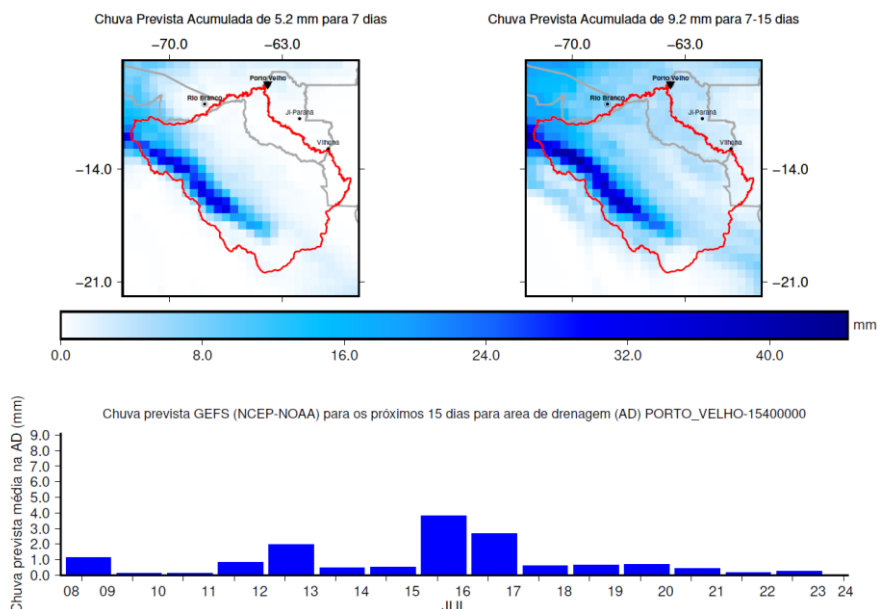 Chuva Prevista Acumulada de 5.2 mm para 7 dias
−70.0 −63.0
Porto Velho
Rio Branco
Ji-Paraná
Vilhena
−14.0
−21.0
Chuva Prevista Acumulada de 9.2 mm para 7-15 dias
−70.0 −63.0
Porto Velho
Rio Branco
Ji-Paraná
Vilhena
−14.0
−21.0
0.0 8.0 16.0 24.0 32.0 40.0 mm
Chuva prevista GEFS (NCEP-NOAA) para os próximos 15 dias para area de drenagem (AD) PORTO_VELHO-15400000
Chuva prevista média na AD (mm)
9.0
8.0
7.0
6.0
5.0
4.0
3.0
2.0
1.0
0.0
08 09 10 11 12 13 14 15 16 17 18 19 20 21 22 23 24
JUL